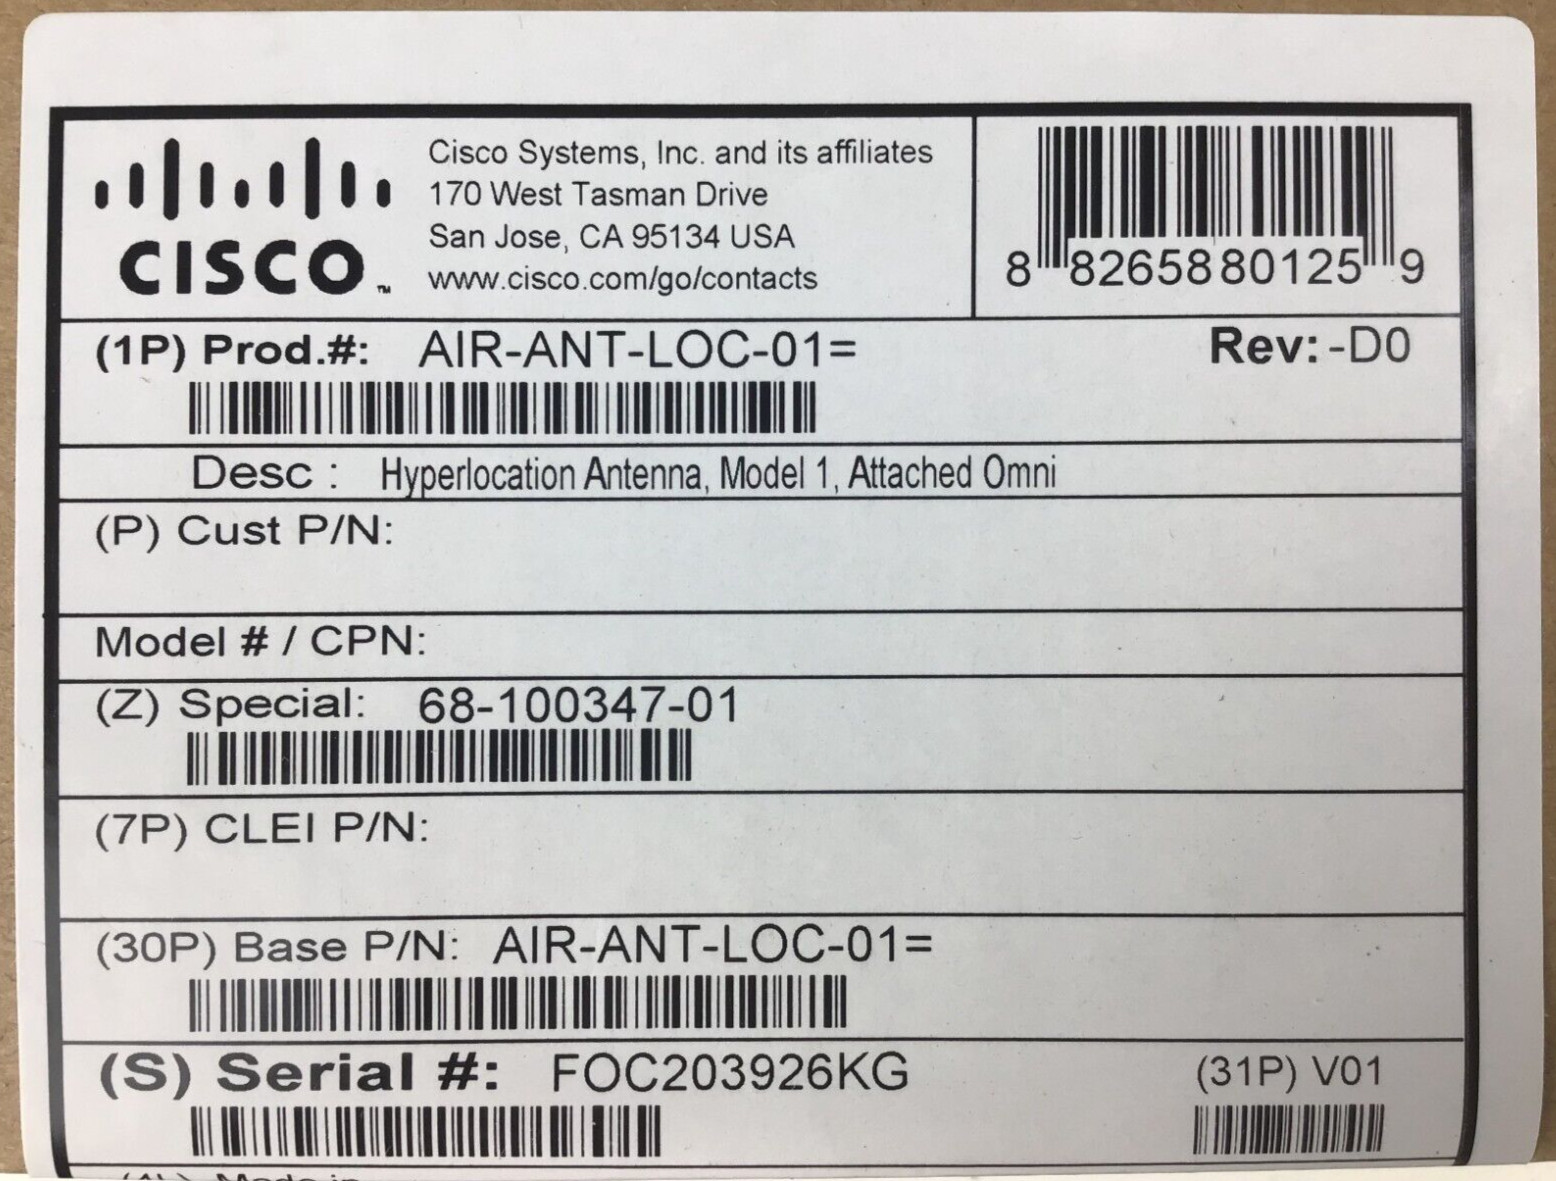 CISCO™
Cisco Systems, Inc. and its affiliates
170 West Tasman Drive
San Jose, CA 95134 USA
www.cisco.com/go/contacts
8 82658 80125 9
(1P) Prod.#: AIR-ANT-LOC-01= Rev: -D0
Desc : Hyperlocation Antenna, Model 1, Attached Omni
(P) Cust P/N:
Model # / CPN:
(Z) Special: 68-100347-01
(7P) CLEI P/N:
(30P) Base P/N: AIR-ANT-LOC-01=
(S) Serial #: FOC203926KG (31P) V01
Made in